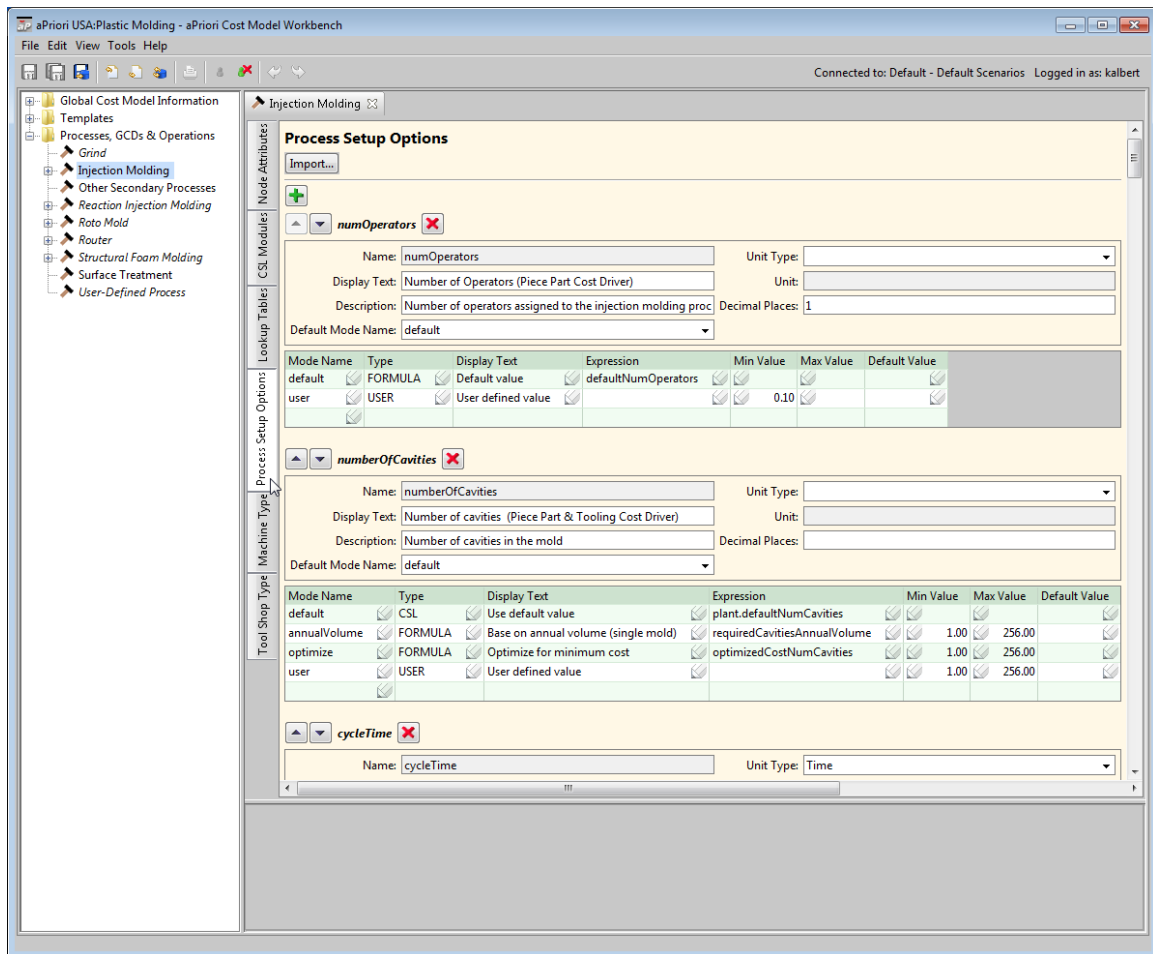 aPriori USA:Plastic Molding - aPriori Cost Model Workbench
File Edit View Tools Help
Connected to: Default - Default Scenarios Logged in as: kalbert
Global Cost Model Information
Templates
Processes, GCDs & Operations
Grind
Injection Molding
Other Secondary Processes
Reaction Injection Molding
Roto Mold
Router
Structural Foam Molding
Surface Treatment
User-Defined Process
Injection Molding
Node Attributes
CSL Modules
Lookup Tables
Process Setup Options
Machine Type
Tool Shop Type
Process Setup Options
Import...
numOperators
Name: numOperators Unit Type:
Display Text: Number of Operators (Piece Part Cost Driver) Unit:
Description: Number of operators assigned to the injection molding proc Decimal Places: 1
Default Mode Name: default
Mode Name Type Display Text Expression Min Value Max Value Default Value
default FORMULA Default value defaultNumOperators
user USER User defined value 0.10
numberOfCavities
Name: numberOfCavities Unit Type:
Display Text: Number of cavities (Piece Part & Tooling Cost Driver) Unit:
Description: Number of cavities in the mold Decimal Places:
Default Mode Name: default
Mode Name Type Display Text Expression Min Value Max Value Default Value
default CSL Use default value plant.defaultNumCavities
annualVolume FORMULA Base on annual volume (single mold) requiredCavitiesAnnualVolume 1.00 256.00
optimize FORMULA Optimize for minimum cost optimizedCostNumCavities 1.00 256.00
user USER User defined value 1.00 256.00
cycleTime
Name: cycleTime Unit Type: Time